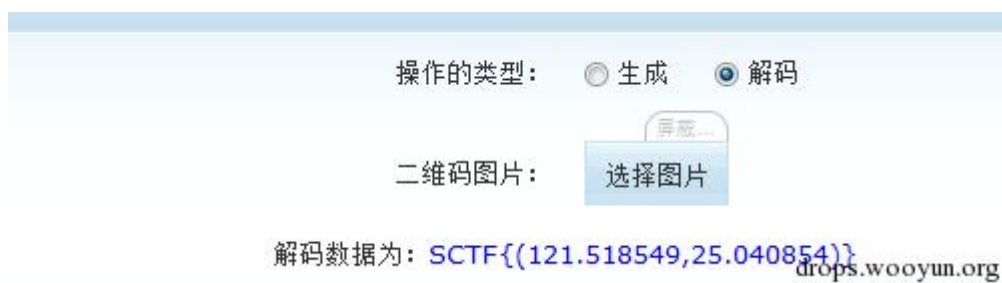 操作的类型： 生成 解码
屏蔽...
二维码图片： 选择图片
解码数据为：SCTF{(121.518549,25.040854)}
drops.wooyun.org